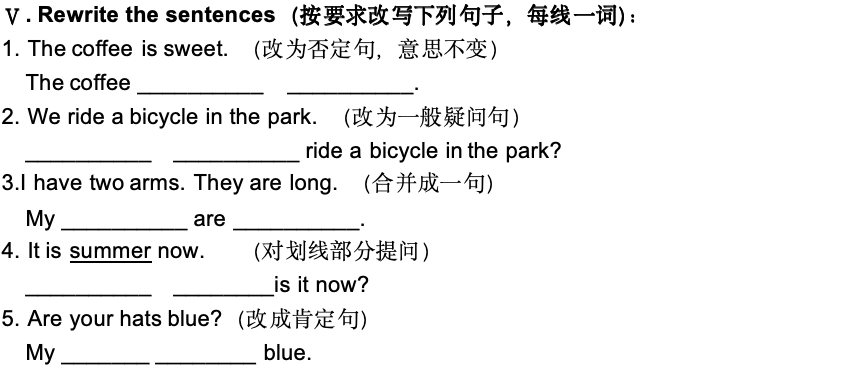 Ⅴ. Rewrite the sentences (按要求改写下列句子，每线一词)：
1. The coffee is sweet. (改为否定句，意思不变)
The coffee __________ __________.
2. We ride a bicycle in the park. (改为一般疑问句)
__________ __________ ride a bicycle in the park?
3.I have two arms. They are long. (合并成一句)
My __________ are __________.
4. It is summer now. (对划线部分提问)
__________ ________is it now?
5. Are your hats blue? (改成肯定句)
My _______ ________ blue.